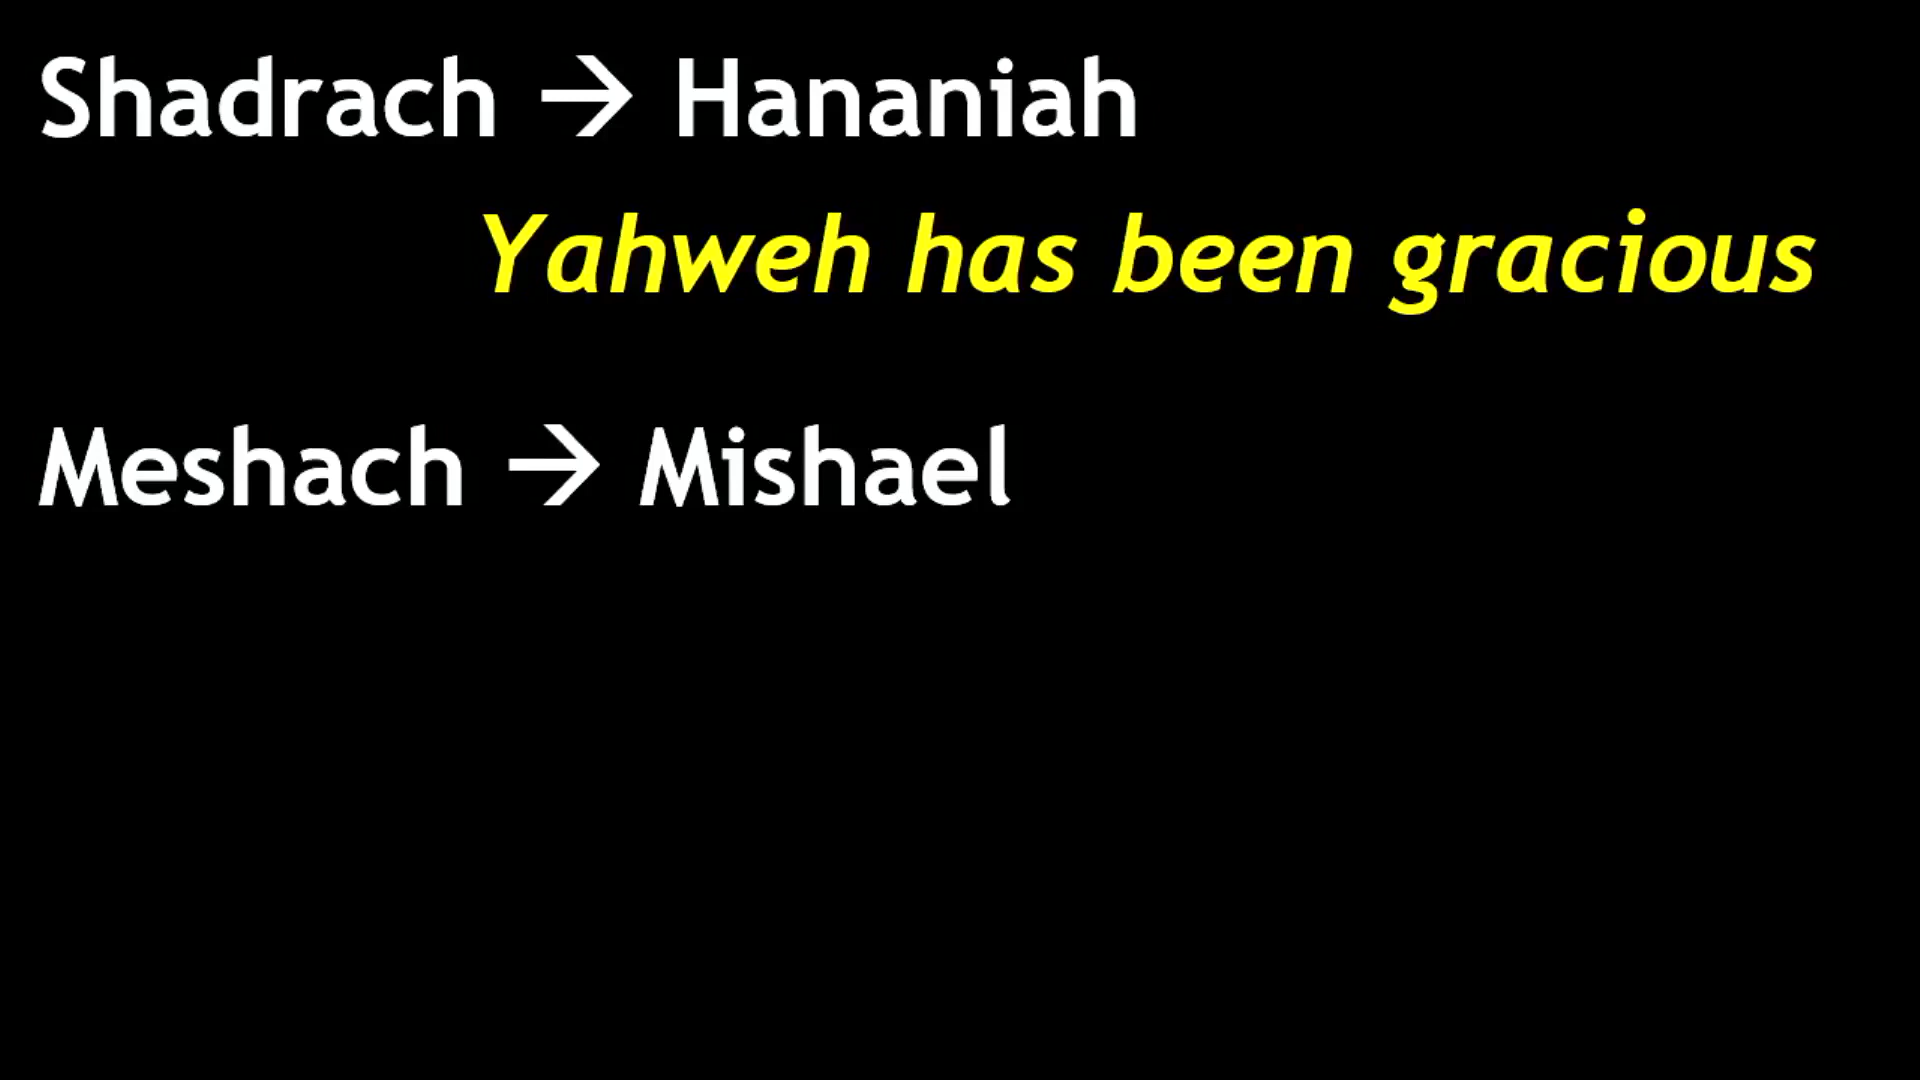 Shadrach → Hananiah
Yahweh has been gracious
Meshach → Mishael